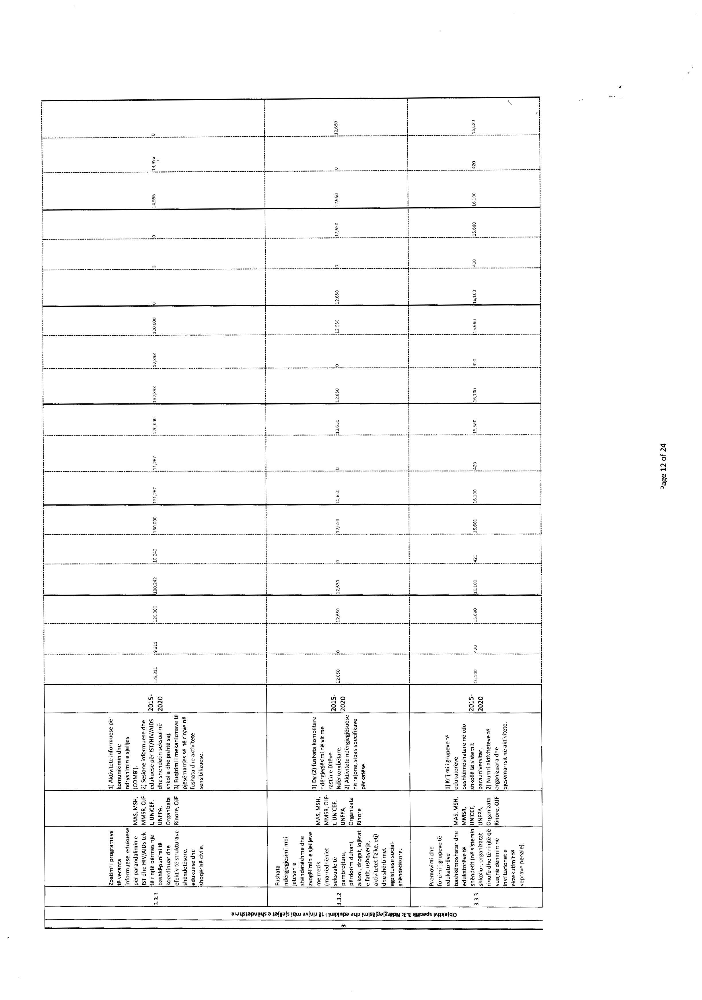 3
Objektivi specifik 3.3: Ndërgjegjësimi dhe edukimi i të rinjve mbi sjelljet e shëndetshme
3.3.1
Zbatimi i programeve
të vecanta
informuese, edukuese
për parandalimin e
IST dhe HIV/AIDS tek
të rinjtë përmes një
bashkëpunimi të
koordinuar dhe
efektiv të strukturave
shëndetësore,
edukuese dhe
shoqërisë civile.
MAS, MSH,
MMSR, OJF-
t, UNICEF,
UNFPA,
Organizata
Rinore, OJF
1) Aktivitete informuese për
komunikimin dhe
ndryshimin e sjelljes
(COMBI).
2) Sesione informuese dhe
edukuese për IST/HIV/AIDS
dhe shëndetin seksual në
shkolla dhe jashtë saj.
3) Fuqizimi i mekanizmave të
pjesëmarrjes së të rinjve në
fushata dhe aktivitete
sensibilizuese.
2015-
2020
129,311
9,311
120,000
190,242
10,242
180,000
131,267
11,267
120,000
132,393
12,393
120,000
0
0
0
14,996
14,996
0
3.3.2
Fushata
ndërgjegjësimi mbi
jetesën e
shëndetëshme dhe
zvogëlimin e sjelljeve
me rrezik
(marrëdhëniet
seksuale të
pambrojtura,
përdorim duhani,
alkool, drogat, lojërat
e fatit, ushqyerja,
aktivitetet fizike, etj)
dhe shërbimet
egzistuese social-
shëndetësore.
MAS, MSH,
MMSR, OJF-
t, UNICEF,
UNFPA,
Organizata
Rinore
1) Dy (2) fushata kombëtare
ndërgjegjësimi në vit me
rastin e Ditëve
Ndërkombëtare.
2) Aktivitete ndërgjegjësuese
në rajone, sipas specifikave
përkatëse.
2015-
2020
12,650
0
12,650
12,650
0
12,650
12,650
0
12,650
12,650
0
12,650
12,650
0
12,650
12,650
0
12,650
3.3.3
Promovimi dhe
forcimi i grupeve të
edukatorëve
bashkëmoshatar dhe
edukatorëve të
shëndetit (në sistemin
shkollor, organizatat
rinore dhe të rinjtë që
vuajnë dënimin në
institucionet e
ekzekutimit të
veprave penale).
MAS, MSH,
MMSR,
UNICEF,
UNFPA,
Organizata
Rinore, OJF
1) Krijimi i grupeve të
edukatorëve
bashkëmoshatarë në cdo
shkollë të sistemit
parauniversitar.
2) Numri aktiviteteve të
organizuara dhe
pjesëmarrsit në aktivitete.
2015-
2020
16,100
420
15,680
16,100
420
15,680
16,100
420
15,680
16,100
420
15,680
16,100
420
15,680
16,100
420
15,680
Page 12 of 24